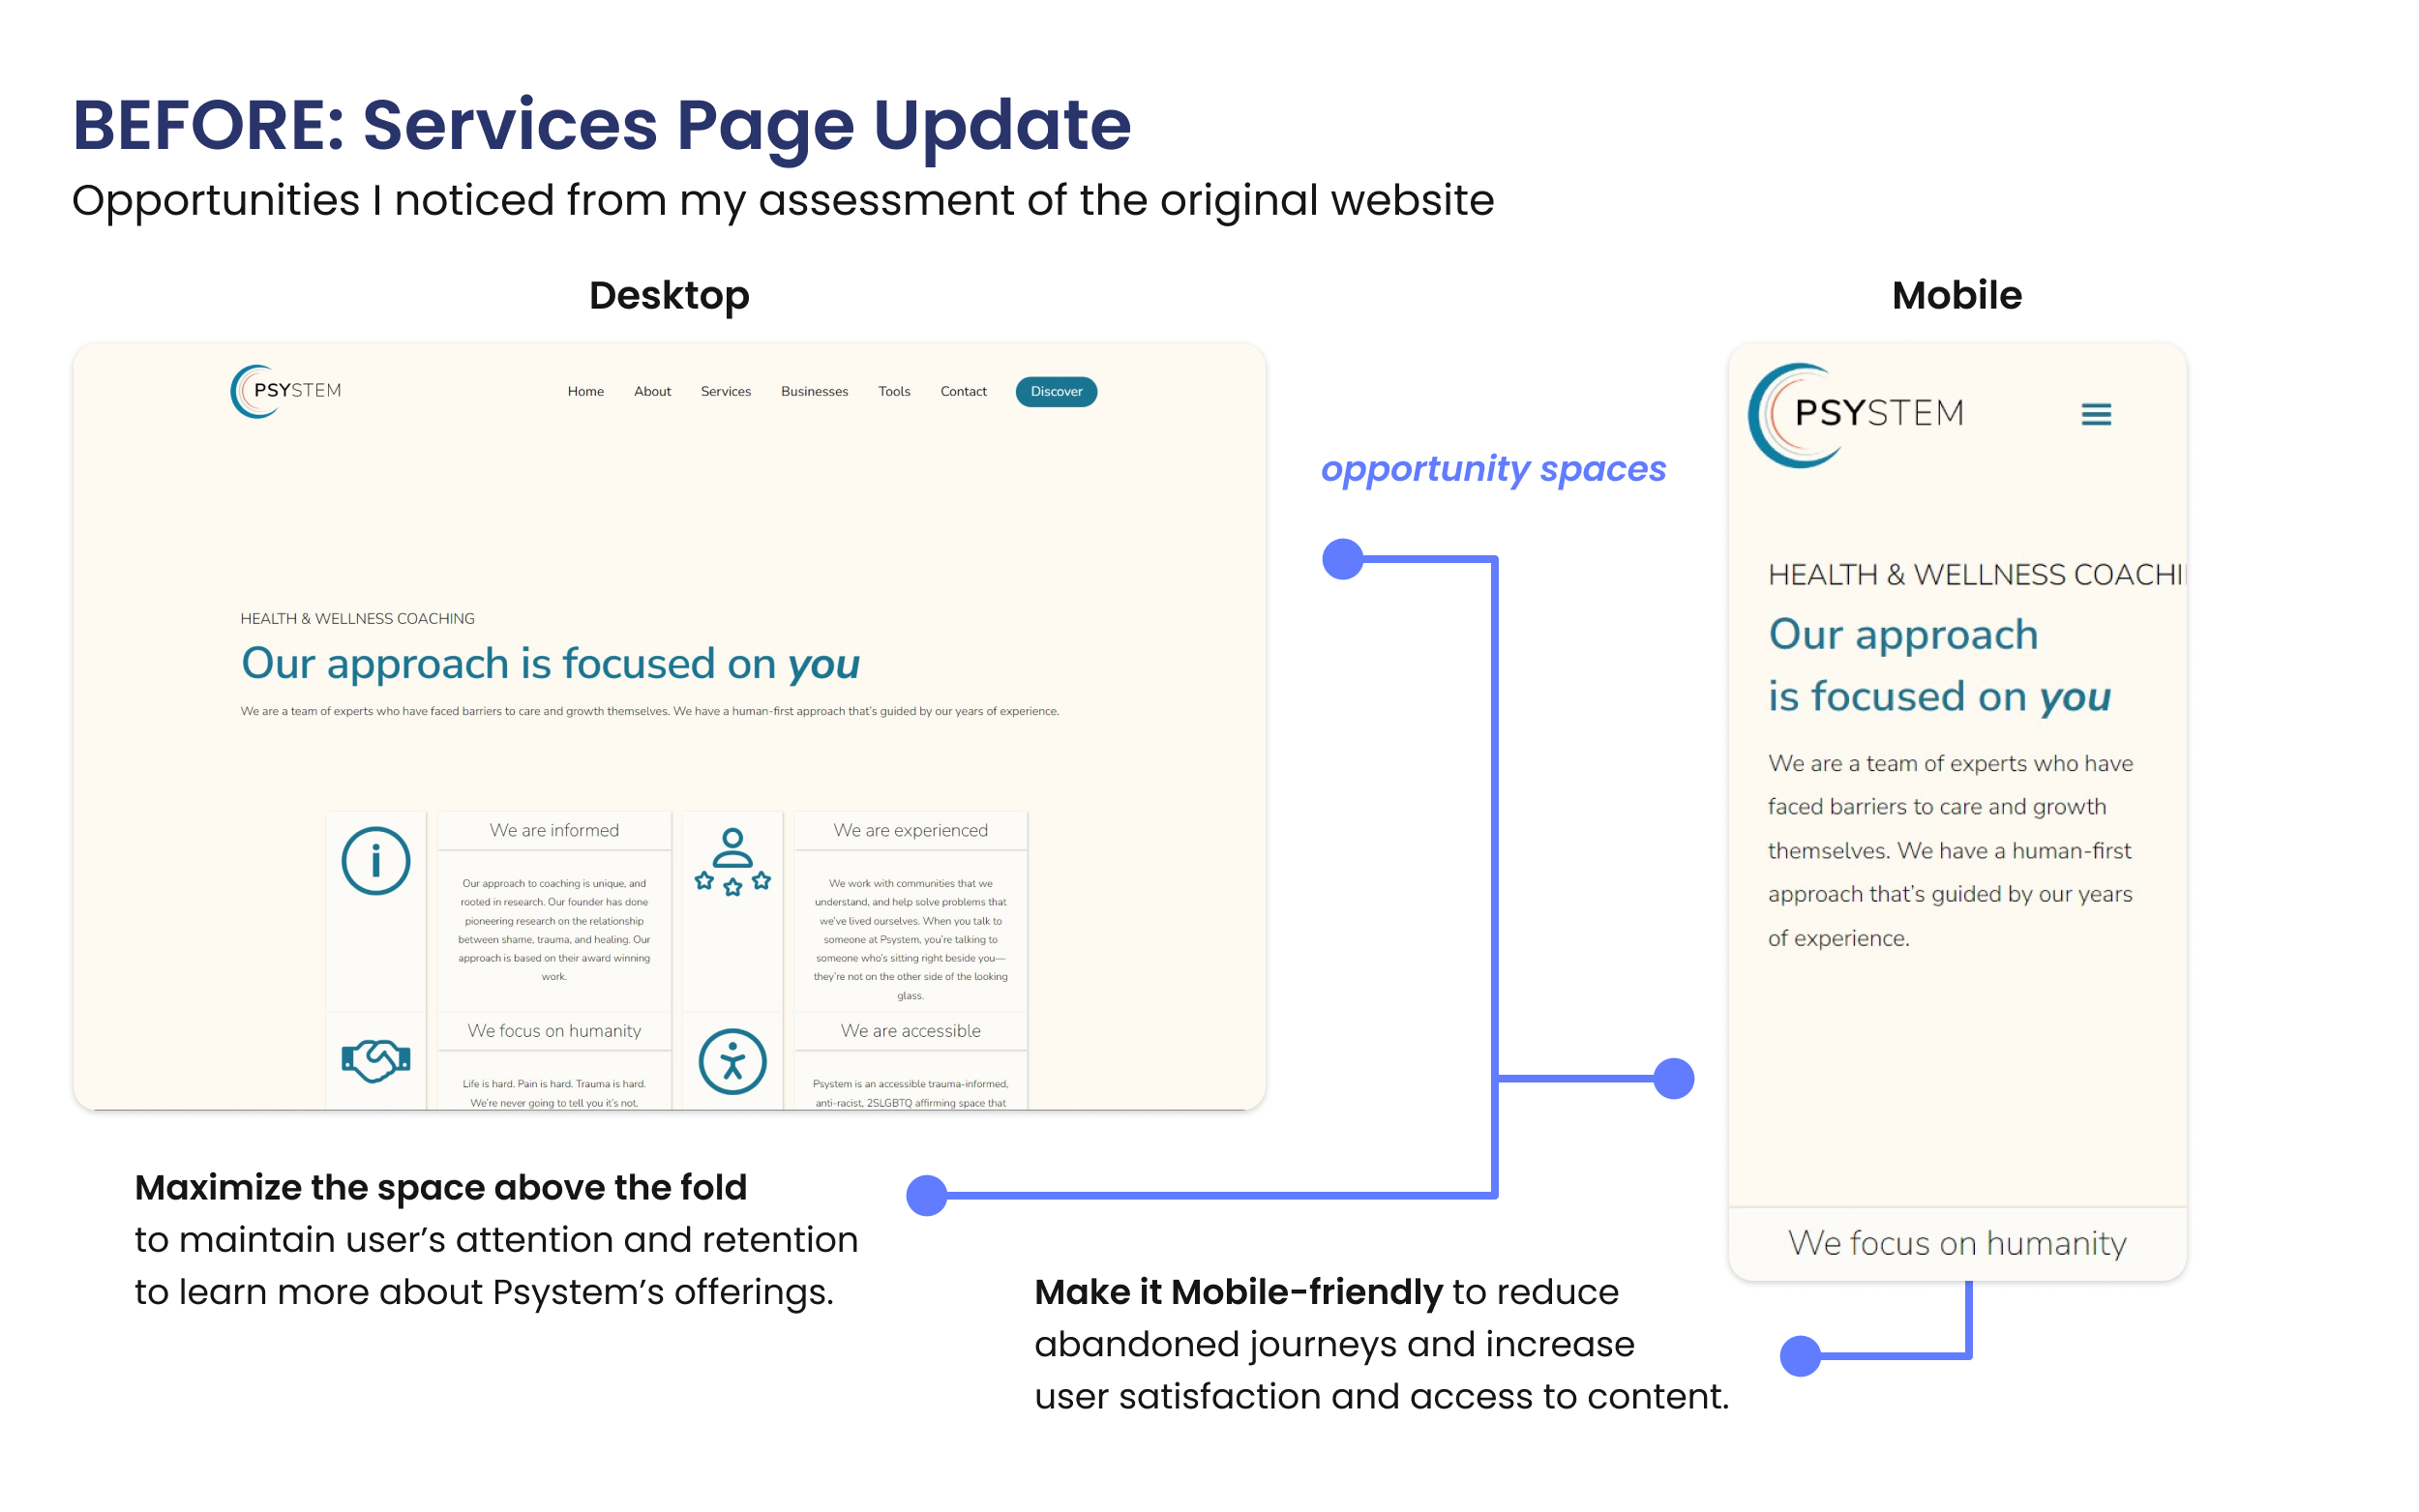 BEFORE: Services Page Update
Opportunities I noticed from my assessment of the original website
Desktop
PSYSTEM
Home About Services Businesses Tools Contact Discover
HEALTH & WELLNESS COACHING
Our approach is focused on you
We are a team of experts who have faced barriers to care and growth themselves. We have a human-first approach that's guided by our years of experience.
We are informed
Our approach to coaching is unique, and
rooted in research. Our founder has done
pioneering research on the relationship
between shame, trauma, and healing. Our
approach is based on their award winning
work.
We are experienced
We work with communities that we
understand, and help solve problems that
we've lived ourselves. When you talk to
someone at Psystem, you're talking to
someone who's sitting right beside you—
they're not on the other side of the looking
glass.
We focus on humanity
Life is hard. Pain is hard. Trauma is hard.
We're never going to tell you it's not.
We are accessible
Psystem is an accessible trauma-informed,
anti-racist, 2SLGBTQ affirming space that
opportunity spaces
Mobile
PSYSTEM
HEALTH & WELLNESS COACHI
Our approach
is focused on you
We are a team of experts who have
faced barriers to care and growth
themselves. We have a human-first
approach that's guided by our years
of experience.
We focus on humanity
Maximize the space above the fold
to maintain user’s attention and retention
to learn more about Psystem’s offerings.
Make it Mobile-friendly to reduce
abandoned journeys and increase
user satisfaction and access to content.